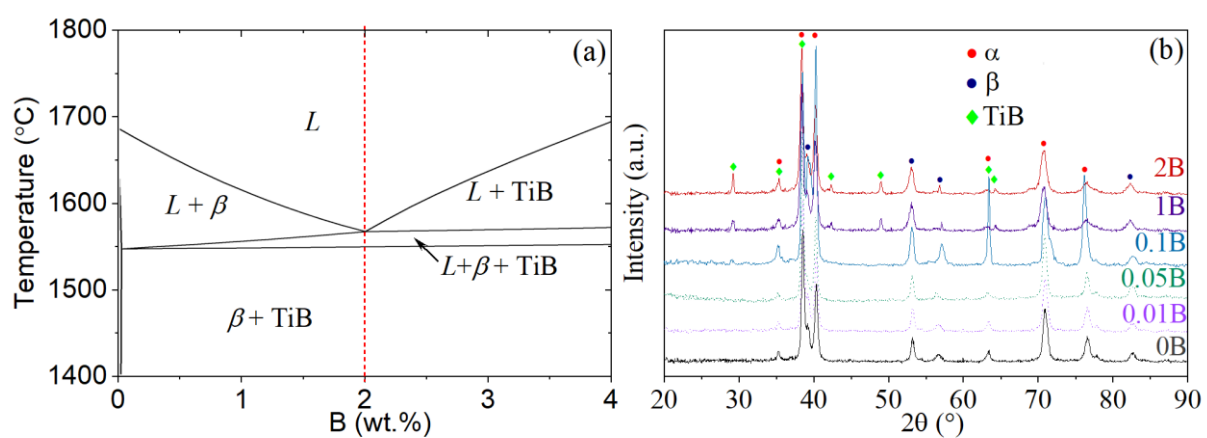 1800
1700
1600
1500
1400
Temperature (°C)
(a)
L
L + β
L + TiB
L+β + TiB
β + TiB
0 1 2 3 4
B (wt.%)
(b)
Intensity (a.u.)
α
β
TiB
2B
1B
0.1B
0.05B
0.01B
0B
20 30 40 50 60 70 80 90
2θ (°)